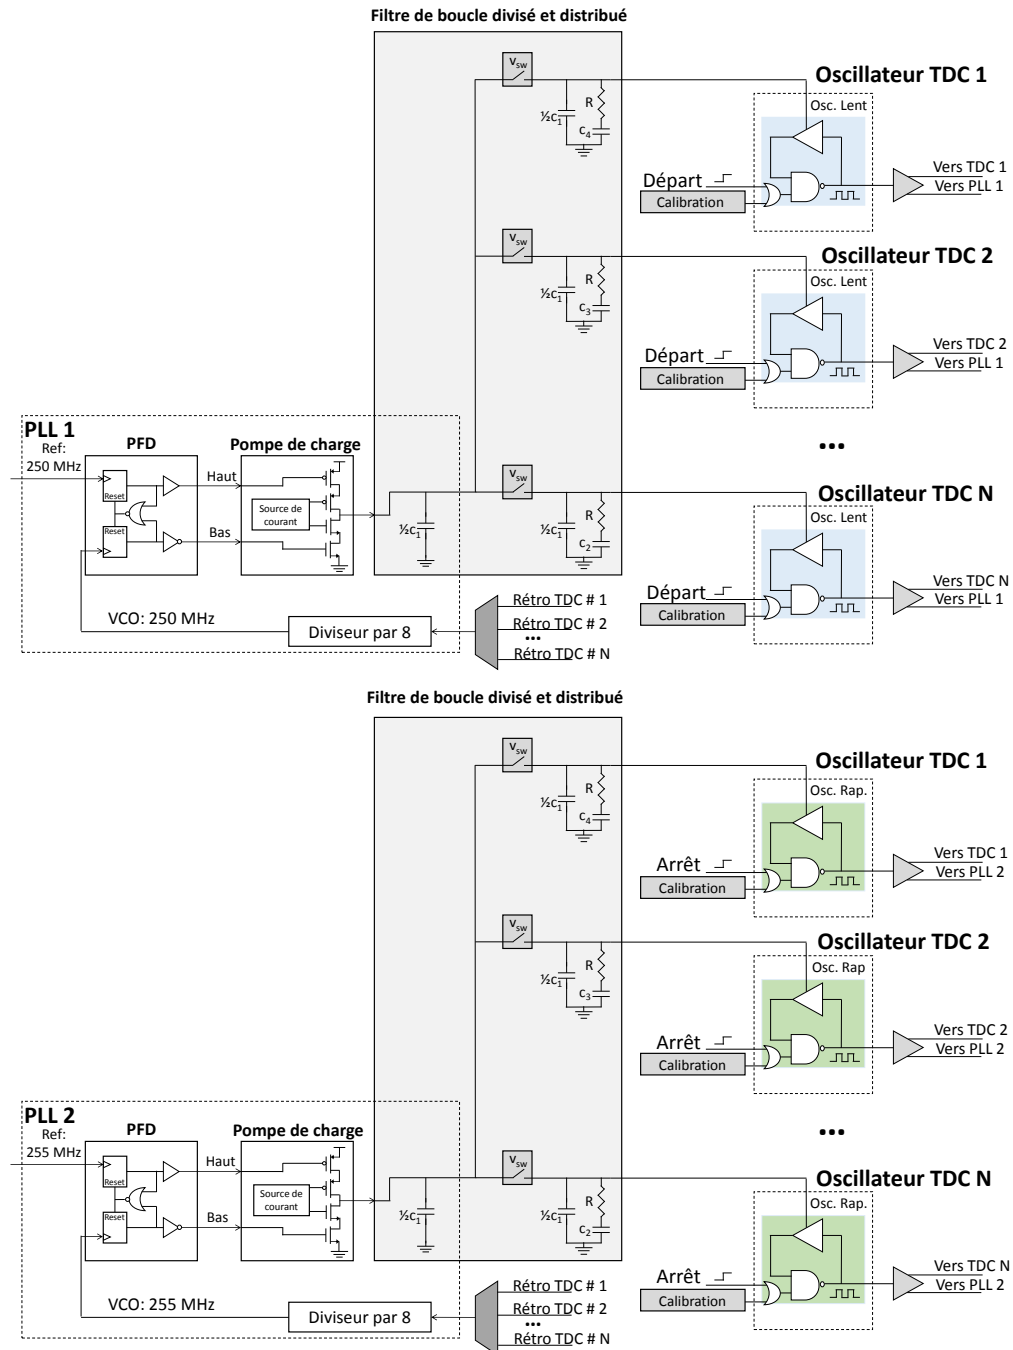 Filtre de boucle divisé et distribué
V_SW
½c₁
R
c₄
Oscillateur TDC 1
Osc. Lent
Départ
Calibration
Vers TDC 1
Vers PLL 1
V_SW
½c₁
R
c₃
Oscillateur TDC 2
Osc. Lent
Départ
Calibration
Vers TDC 2
Vers PLL 1
...
PLL 1
Ref:
250 MHz
PFD
Reset
Reset
Haut
Bas
Pompe de charge
Source de
courant
½c₁
V_SW
½c₁
R
c₂
Oscillateur TDC N
Osc. Lent
Départ
Calibration
Vers TDC N
Vers PLL 1
VCO: 250 MHz
Diviseur par 8
Rétro TDC # 1
Rétro TDC # 2
...
Rétro TDC # N
Filtre de boucle divisé et distribué
V_SW
½c₁
R
c₄
Oscillateur TDC 1
Osc. Rap.
Arrêt
Calibration
Vers TDC 1
Vers PLL 2
V_SW
½c₁
R
c₃
Oscillateur TDC 2
Osc. Rap
Arrêt
Calibration
Vers TDC 2
Vers PLL 2
...
PLL 2
Ref:
255 MHz
PFD
Reset
Reset
Haut
Bas
Pompe de charge
Source de
courant
½c₁
V_SW
½c₁
R
c₂
Oscillateur TDC N
Osc. Rap.
Arrêt
Calibration
Vers TDC N
Vers PLL 2
VCO: 255 MHz
Diviseur par 8
Rétro TDC # 1
Rétro TDC # 2
...
Rétro TDC # N